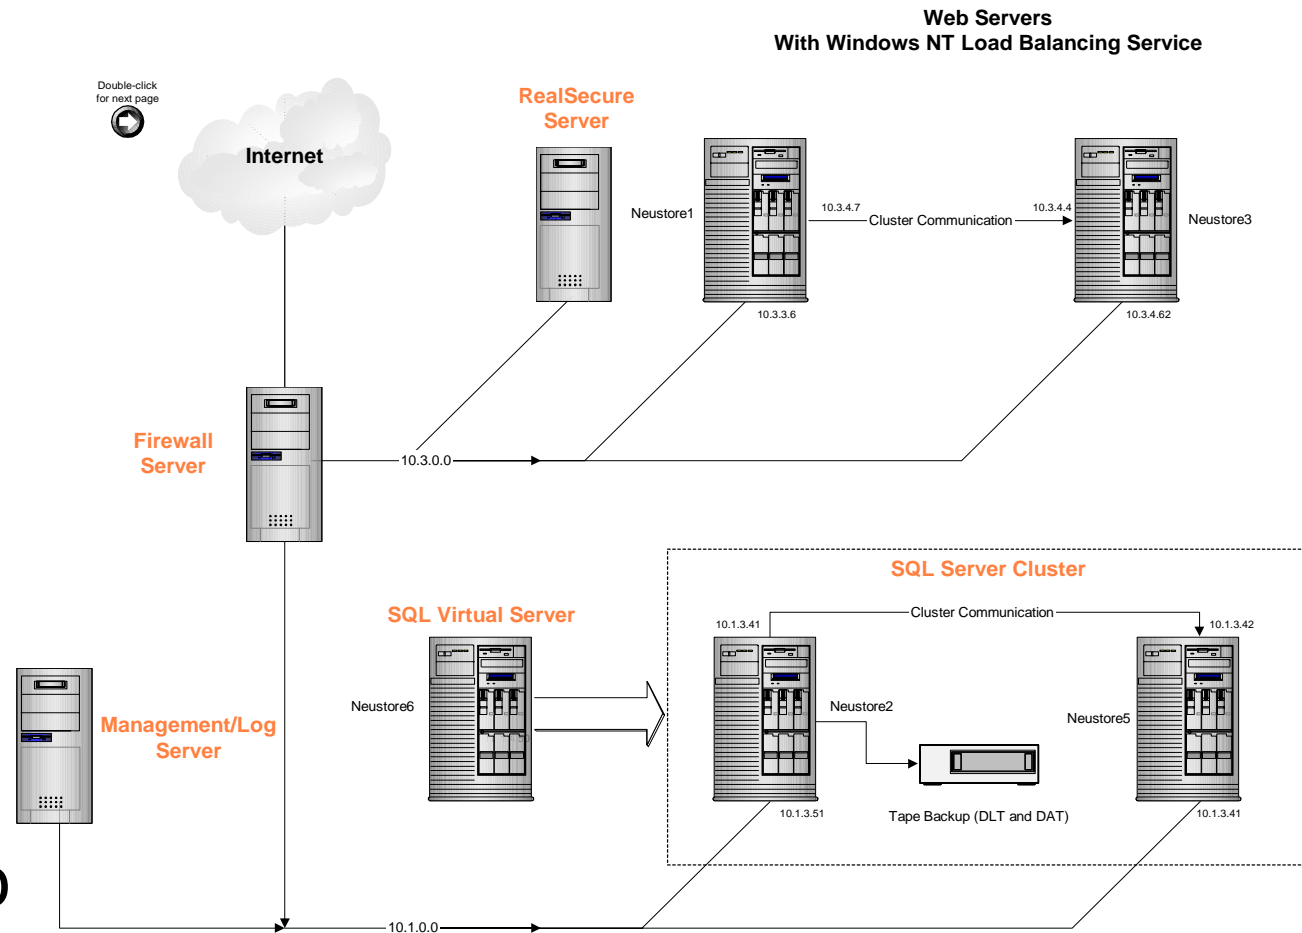 Web Servers
With Windows NT Load Balancing Service
Double-click
for next page
RealSecure
Server
Internet
Neustore1
10.3.4.7
Cluster Communication
10.3.4.4
Neustore3
10.3.3.6
10.3.4.62
Firewall
Server
10.3.0.0
SQL Server Cluster
SQL Virtual Server
Cluster Communication
10.1.3.41
10.1.3.42
Neustore6
Neustore2
Neustore5
Management/Log
Server
10.1.3.51
Tape Backup (DLT and DAT)
10.1.3.41
10.1.0.0